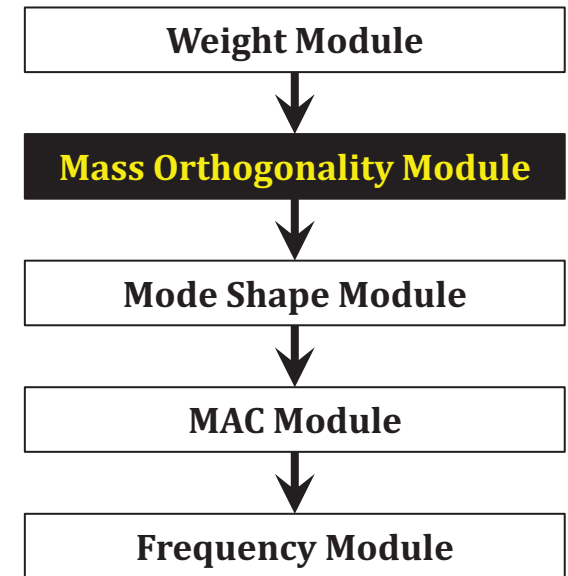 Weight Module
Mass Orthogonality Module
Mode Shape Module
MAC Module
Frequency Module